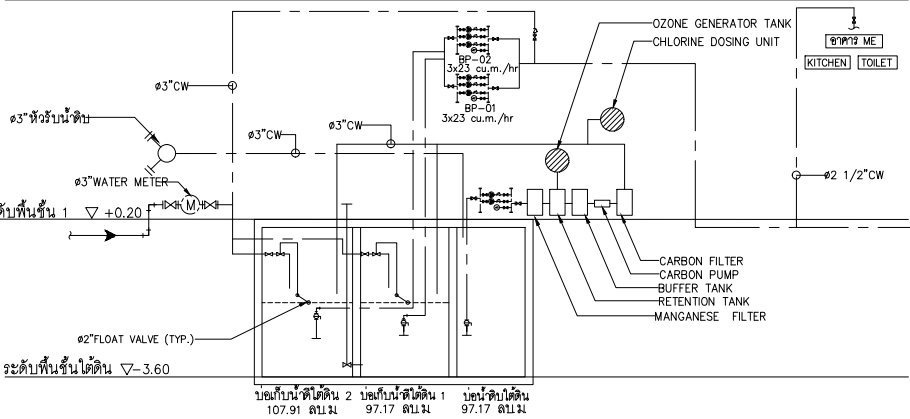 OZONE GENERATOR TANK
CHLORINE DOSING UNIT
อาคาร ME
KITCHEN TOILET
BP-02
3x23 cu.m./hr
BP-01
3x23 cu.m./hr
ø3"CW
ø3"หัวรับน้ำดิบ
ø3"CW
ø3"CW
ø3"WATER METER
M
ø2 1/2"CW
ดับพื้นชั้น 1 ▽ +0.20
CARBON FILTER
CARBON PUMP
BUFFER TANK
RETENTION TANK
MANGANESE FILTER
ø2"FLOAT VALVE (TYP.)
ระดับพื้นชั้นใต้ดิน ▽-3.60
บ่อเก็บน้ำดีใต้ดิน 2
107.91 ลบ.ม
บ่อเก็บน้ำดีใต้ดิน 1
97.17 ลบ.ม
บ่อน้ำดิบใต้ดิน
97.17 ลบ.ม